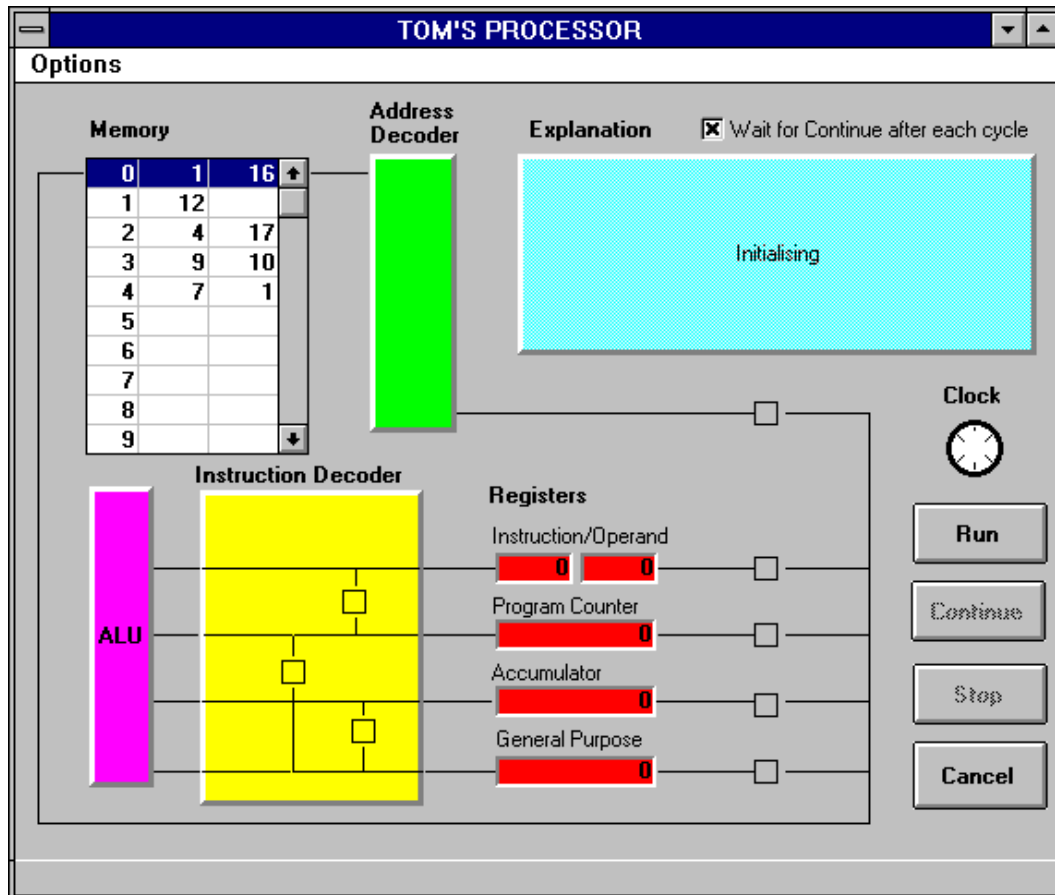 TOM'S PROCESSOR
Options
Memory
Address
Decoder
Explanation
Wait for Continue after each cycle
0 1 16
1 12
2 4 17
3 9 10
4 7 1
5
6
7
8
9
Initialising
Clock
Instruction Decoder
Registers
Instruction/Operand
0 0
Run
Program Counter
0
Continue
ALU
Accumulator
0
Stop
General Purpose
0
Cancel